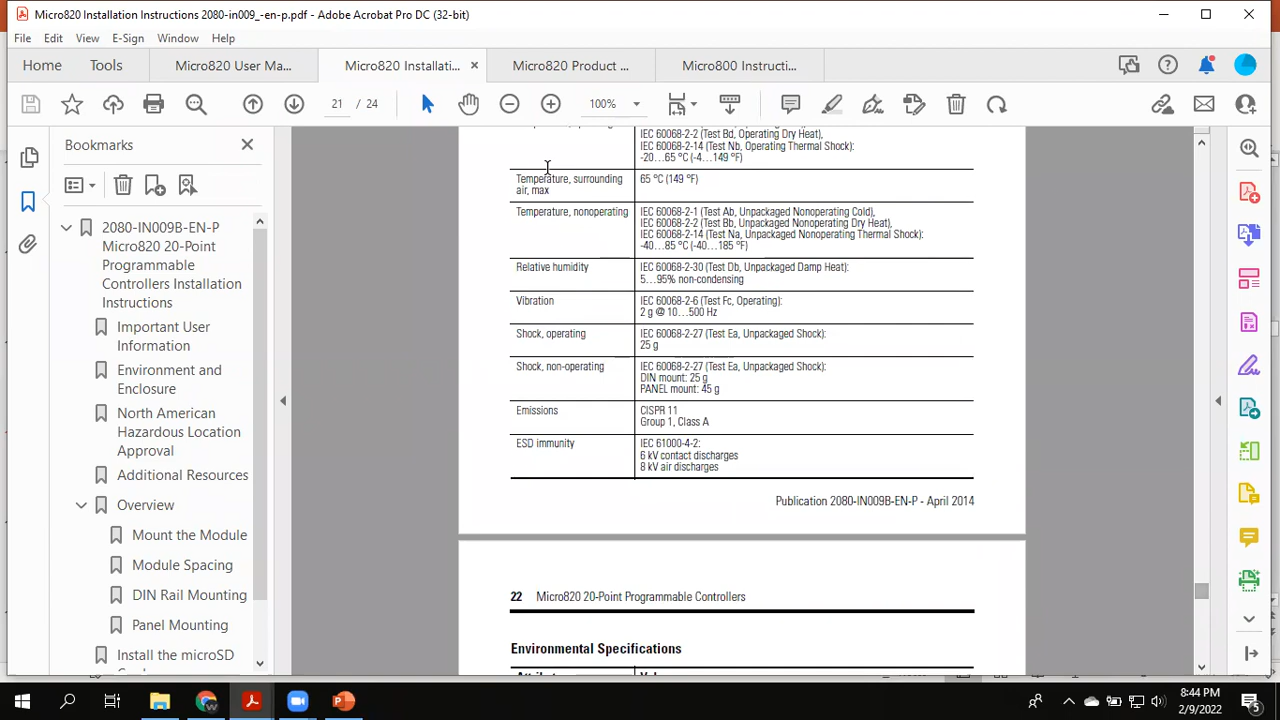 Micro820 Installation Instructions 2080-in009_-en-p.pdf - Adobe Acrobat Pro DC (32-bit)
File Edit View E-Sign Window Help
Home Tools Micro820 User Ma... Micro820 Installati... Micro820 Product ... Micro800 Instructi...
21 / 24 100%
Bookmarks
2080-IN009B-EN-P
Micro820 20-Point
Programmable
Controllers Installation
Instructions
Important User
Information
Environment and
Enclosure
North American
Hazardous Location
Approval
Additional Resources
Overview
Mount the Module
Module Spacing
DIN Rail Mounting
Panel Mounting
Install the microSD
IEC 60068-2-2 (Test Bd, Operating Dry Heat),
IEC 60068-2-14 (Test Nb, Operating Thermal Shock):
-20…65 °C (-4…149 °F)
Temperature, surrounding
air, max
65 °C (149 °F)
Temperature, nonoperating
IEC 60068-2-1 (Test Ab, Unpackaged Nonoperating Cold),
IEC 60068-2-2 (Test Bb, Unpackaged Nonoperating Dry Heat),
IEC 60068-2-14 (Test Na, Unpackaged Nonoperating Thermal Shock):
-40…85 °C (-40…185 °F)
Relative humidity
IEC 60068-2-30 (Test Db, Unpackaged Damp Heat):
5…95% non-condensing
Vibration
IEC 60068-2-6 (Test Fc, Operating):
2 g @ 10…500 Hz
Shock, operating
IEC 60068-2-27 (Test Ea, Unpackaged Shock):
25 g
Shock, non-operating
IEC 60068-2-27 (Test Ea, Unpackaged Shock):
DIN mount: 25 g
PANEL mount: 45 g
Emissions
CISPR 11
Group 1, Class A
ESD immunity
IEC 61000-4-2:
6 kV contact discharges
8 kV air discharges
Publication 2080-IN009B-EN-P - April 2014
22 Micro820 20-Point Programmable Controllers
Environmental Specifications
8:44 PM
2/9/2022
5